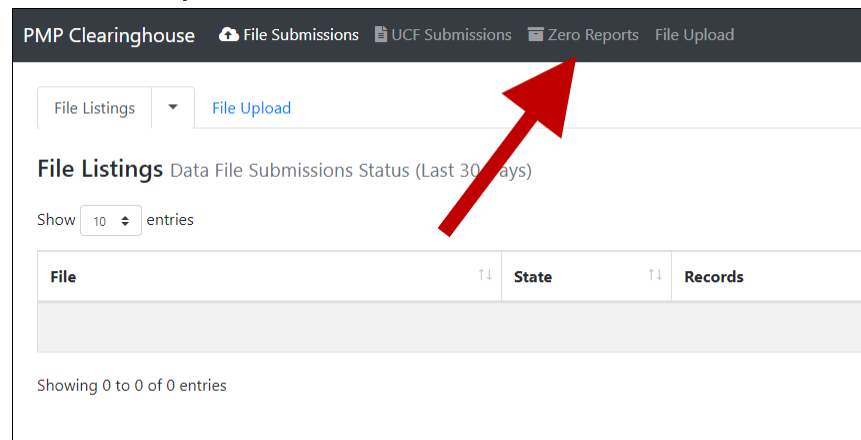 PMP Clearinghouse File Submissions UCF Submissions Zero Reports File Upload
File Listings File Upload
File Listings Data File Submissions Status (Last 30 Days)
Show 10 entries
File State Records
Showing 0 to 0 of 0 entries